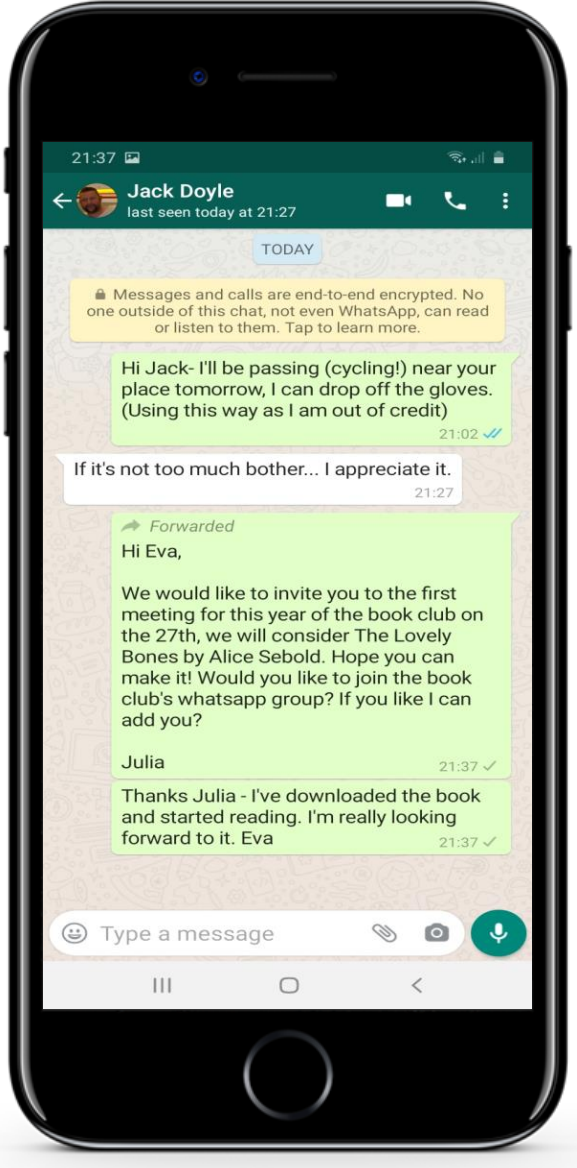 21:37
Jack Doyle
last seen today at 21:27
TODAY
Messages and calls are end-to-end encrypted. No
one outside of this chat, not even WhatsApp, can read
or listen to them. Tap to learn more.
Hi Jack- I'll be passing (cycling!) near your
place tomorrow, I can drop off the gloves.
(Using this way as I am out of credit)
21:02
If it's not too much bother... I appreciate it.
21:27
Forwarded
Hi Eva,
We would like to invite you to the first
meeting for this year of the book club on
the 27th, we will consider The Lovely
Bones by Alice Sebold. Hope you can
make it! Would you like to join the book
club's whatsapp group? If you like I can
add you?
Julia
21:37
Thanks Julia - I've downloaded the book
and started reading. I'm really looking
forward to it. Eva
21:37
Type a message